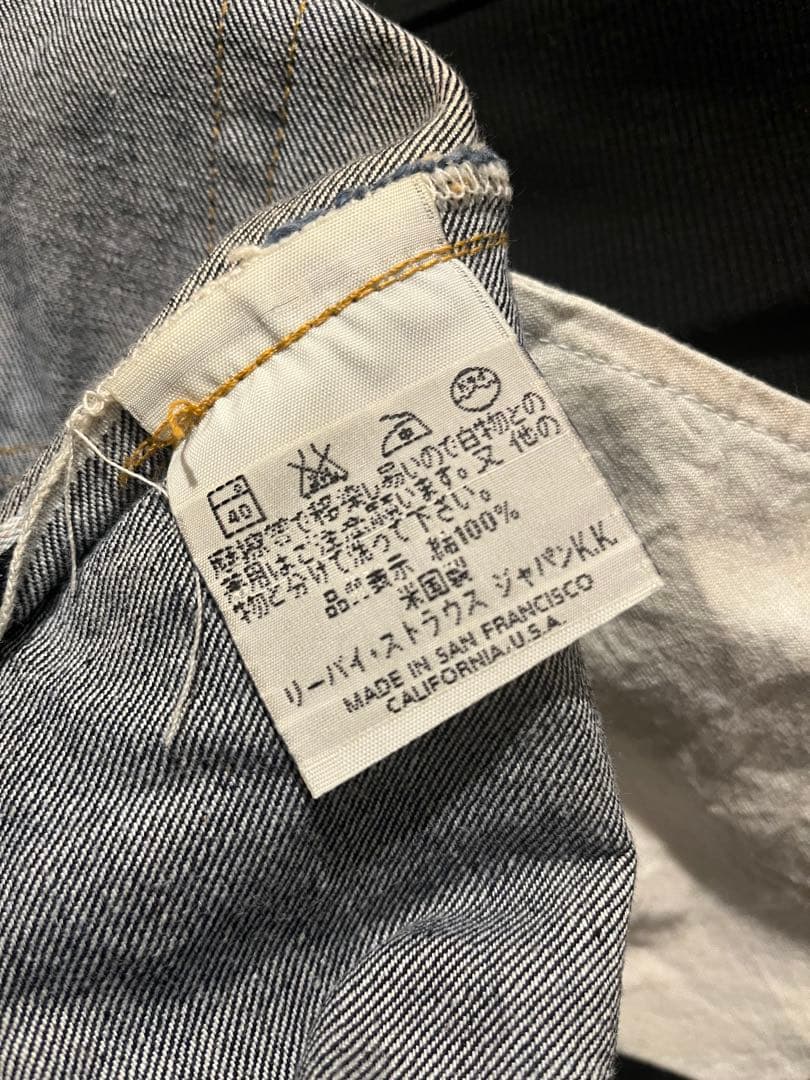 40
摩擦等で移染し易いので白物との
兼用はご注意願います。又 他の
物と分けて洗って下さい。
品質表示 綿100%
米国製
リーバイ・ストラウス ジャパンK.K.
MADE IN SAN FRANCISCO
CALIFORNIA,U.S.A.